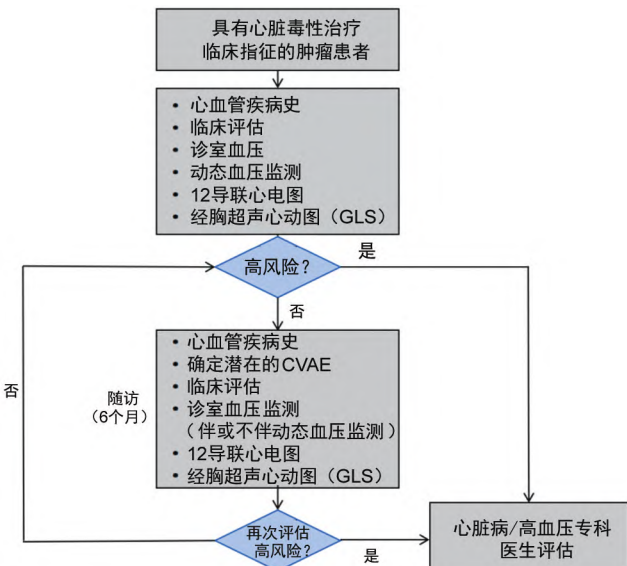 具有心脏毒性治疗
临床指征的肿瘤患者
• 心血管疾病史
• 临床评估
• 诊室血压
• 动态血压监测
• 12导联心电图
• 经胸超声心动图（GLS）
高风险？
是
否
• 心血管疾病史
• 确定潜在的CVAE
• 临床评估
• 诊室血压监测
（伴或不伴动态血压监测）
• 12导联心电图
• 经胸超声心动图（GLS）
随访
（6个月）
否
再次评估
高风险？
是
心脏病/高血压专科
医生评估